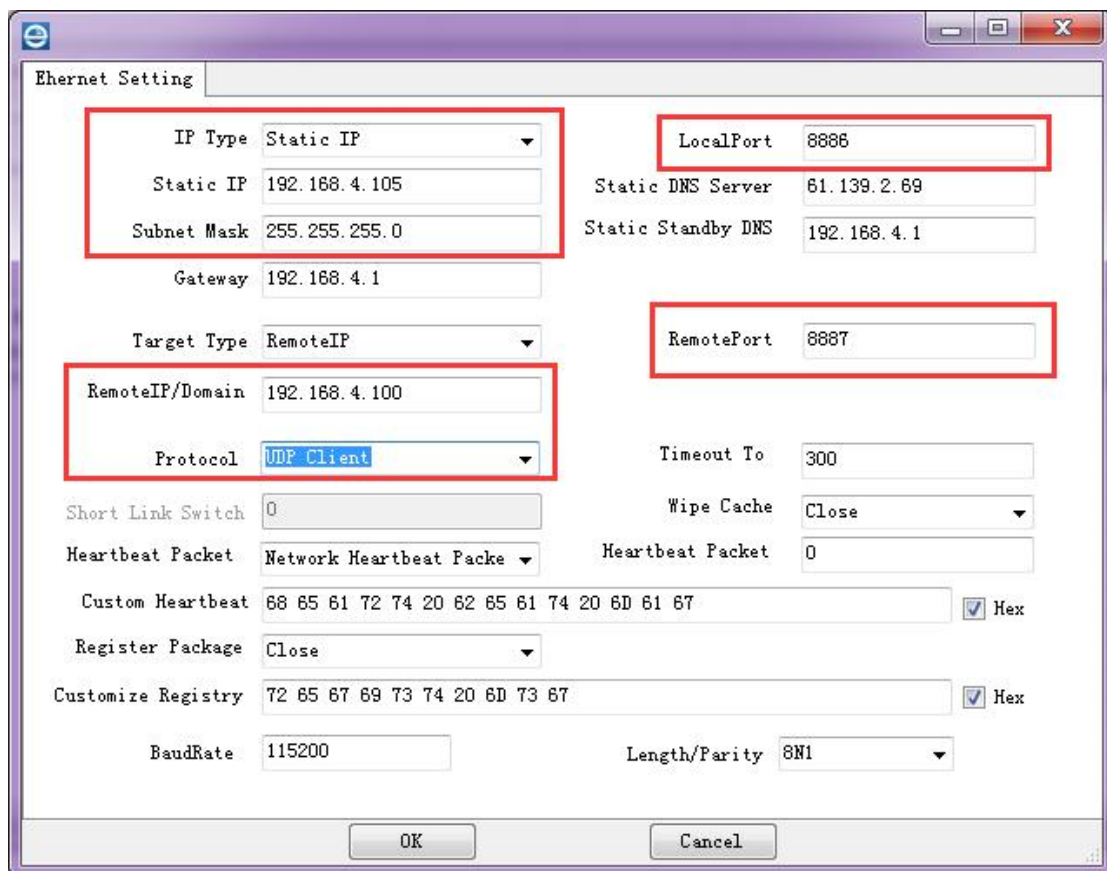 Ehernet Setting
IP Type Static IP LocalPort 8886
Static IP 192.168.4.105 Static DNS Server 61.139.2.69
Subnet Mask 255.255.255.0 Static Standby DNS 192.168.4.1
Gateway 192.168.4.1
Target Type RemoteIP RemotePort 8887
RemoteIP/Domain 192.168.4.100
Protocol UDP Client Timeout To 300
Short Link Switch 0 Wipe Cache Close
Heartbeat Packet Network Heartbeat Packe Heartbeat Packet 0
Custom Heartbeat 68 65 61 72 74 20 62 65 61 74 20 6D 61 67 Hex
Register Package Close
Customize Registry 72 65 67 69 73 74 20 6D 73 67 Hex
BaudRate 115200 Length/Parity 8N1
OK Cancel